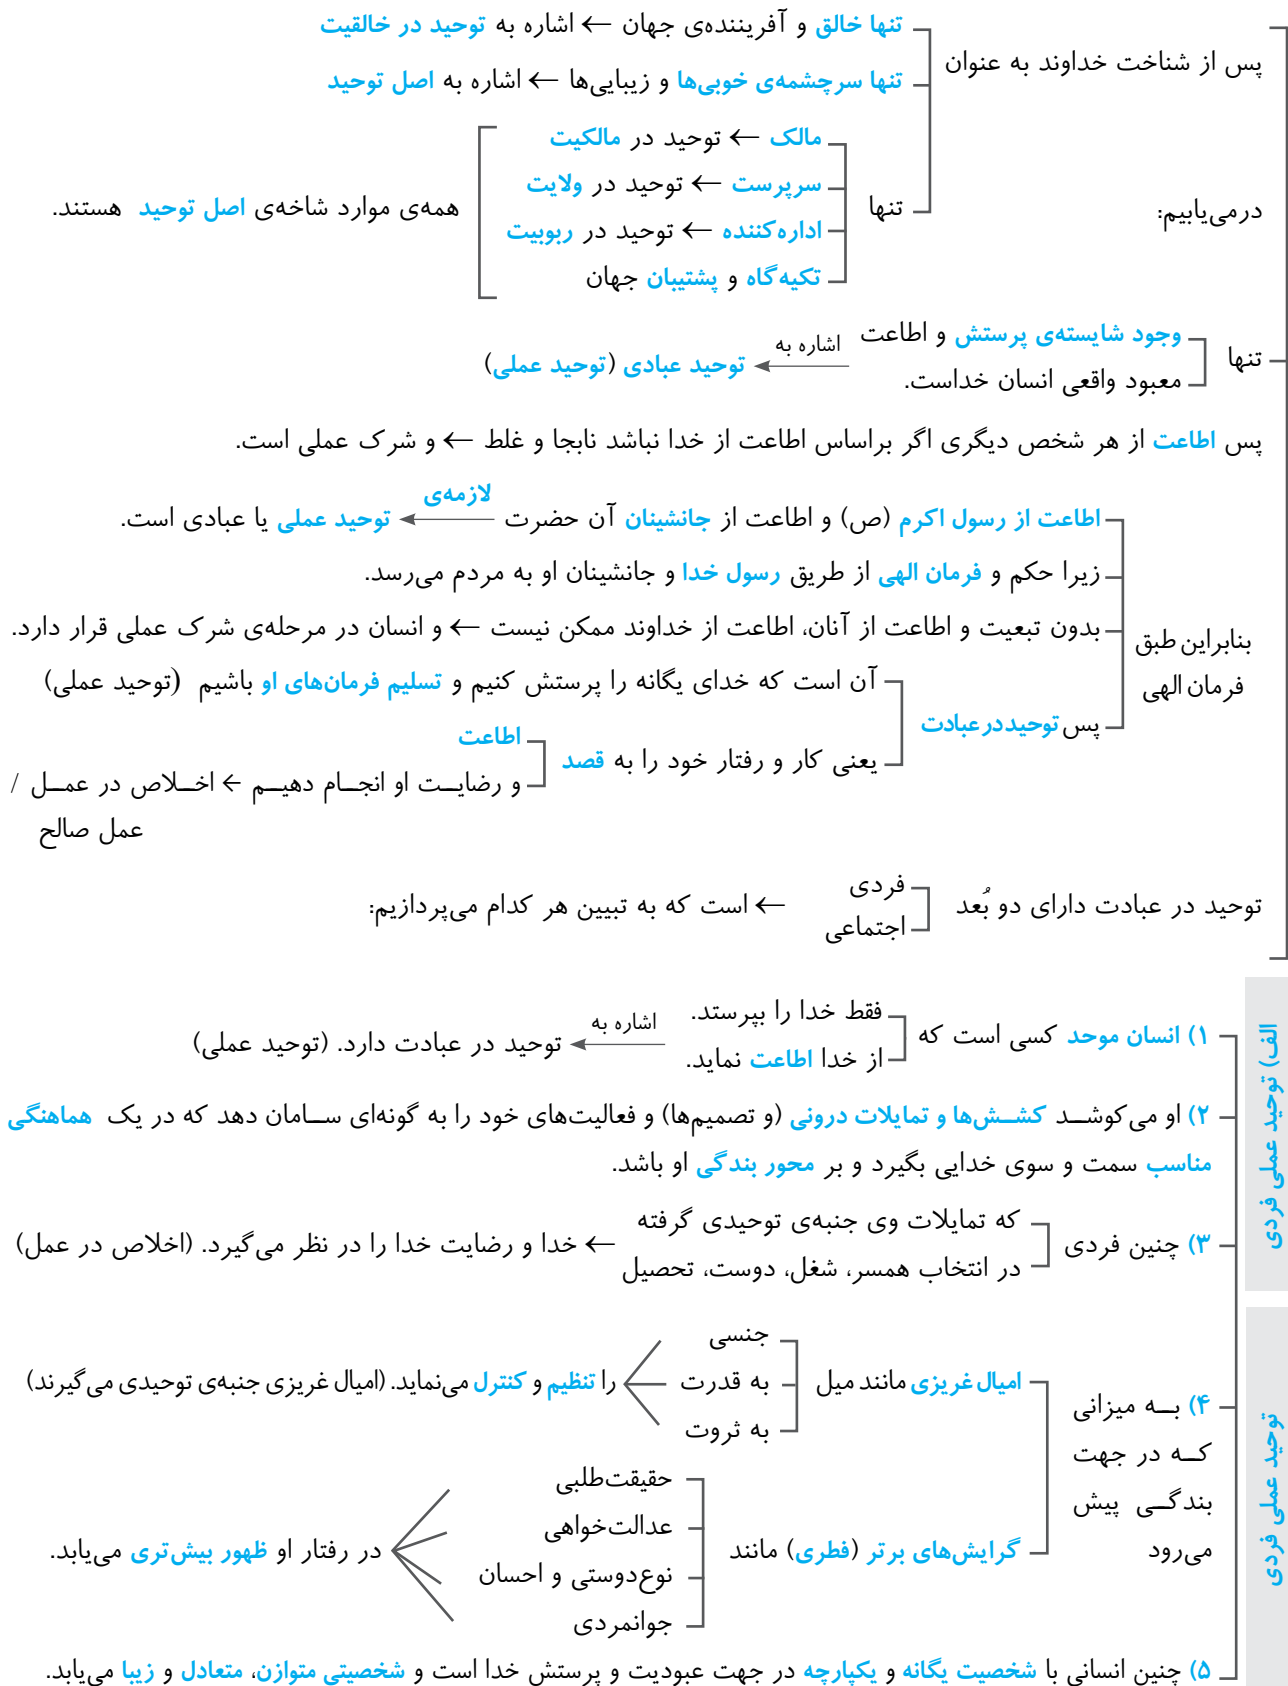 پس از شناخت خداوند به عنوان
تنها خالق و آفریننده‌ی جهان ← اشاره به توحید در خالقیت
تنها سرچشمه‌ی خوبی‌ها و زیبایی‌ها ← اشاره به اصل توحید
درمی‌یابیم:
تنها
مالک ← توحید در مالکیت
سرپرست ← توحید در ولایت
اداره‌کننده ← توحید در ربوبیت
تکیه‌گاه و پشتیبان جهان
همه‌ی موارد شاخه‌ی اصل توحید هستند.
تنها
وجود شایسته‌ی پرستش و اطاعت
معبود واقعی انسان خداست.
اشاره به
توحید عبادی (توحید عملی)
پس اطاعت از هر شخص دیگری اگر براساس اطاعت از خدا نباشد نابجا و غلط ← و شرک عملی است.
بنابراین طبق
فرمان الهی
اطاعت از رسول اکرم (ص) و اطاعت از جانشینان آن حضرت لازمه‌ی ← توحید عملی یا عبادی است.
زیرا حکم و فرمان الهی از طریق رسول خدا و جانشینان او به مردم می‌رسد.
بدون تبعیت و اطاعت از آنان، اطاعت از خداوند ممکن نیست ← و انسان در مرحله‌ی شرک عملی قرار دارد.
پس توحید در عبادت
آن است که خدای یگانه را پرستش کنیم و تسلیم فرمان‌های او باشیم (توحید عملی)
یعنی کار و رفتار خود را به قصد
اطاعت
و رضایت او انجام دهیم ← اخلاص در عمل /
عمل صالح
توحید در عبادت دارای دو بُعد
فردی
اجتماعی
← است که به تبیین هر کدام می‌پردازیم:
الف) توحید عملی فردی
۱) انسان موحد کسی است که
فقط خدا را بپرستد.
از خدا اطاعت نماید.
اشاره به
توحید در عبادت دارد. (توحید عملی)
۲) او می‌کوشد کشش‌ها و تمایلات درونی (و تصمیم‌ها) و فعالیت‌های خود را به گونه‌ای سامان دهد که در یک هماهنگی
مناسب سمت و سوی خدایی بگیرد و بر محور بندگی او باشد.
۳) چنین فردی
که تمایلات وی جنبه‌ی توحیدی گرفته
در انتخاب همسر، شغل، دوست، تحصیل
← خدا و رضایت خدا را در نظر می‌گیرد. (اخلاص در عمل)
توحید عملی فردی
۴) به میزانی
که در جهت
بندگی پیش
می‌رود
امیال غریزی مانند میل
جنسی
به قدرت
به ثروت
را تنظیم و کنترل می‌نماید. (امیال غریزی جنبه‌ی توحیدی می‌گیرند)
گرایش‌های برتر (فطری) مانند
حقیقت‌طلبی
عدالت‌خواهی
نوع‌دوستی و احسان
جوانمردی
در رفتار او ظهور بیش‌تری می‌یابد.
۵) چنین انسانی با شخصیت یگانه و یکپارچه در جهت عبودیت و پرستش خدا است و شخصیتی متوازن، متعادل و زیبا می‌یابد.